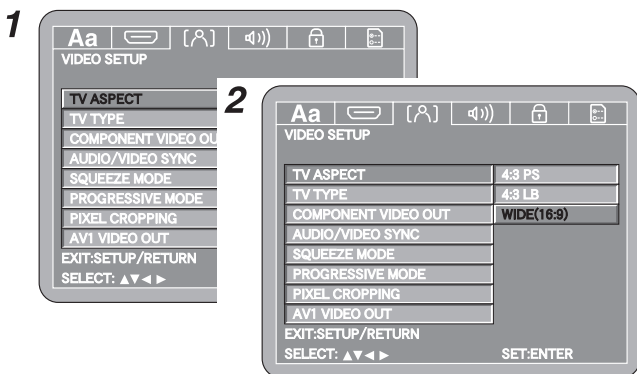 1
Aa
VIDEO SETUP
TV ASPECT
TV TYPE
COMPONENT VIDEO OU
AUDIO/VIDEO SYNC
SQUEEZE MODE
PROGRESSIVE MODE
PIXEL CROPPING
AV1 VIDEO OUT
EXIT:SETUP/RETURN
SELECT: ▲▼◄ ►
2
Aa
VIDEO SETUP
TV ASPECT 4:3 PS
TV TYPE 4:3 LB
COMPONENT VIDEO OUT WIDE(16:9)
AUDIO/VIDEO SYNC
SQUEEZE MODE
PROGRESSIVE MODE
PIXEL CROPPING
AV1 VIDEO OUT
EXIT:SETUP/RETURN
SELECT: ▲▼◄ ► SET:ENTER